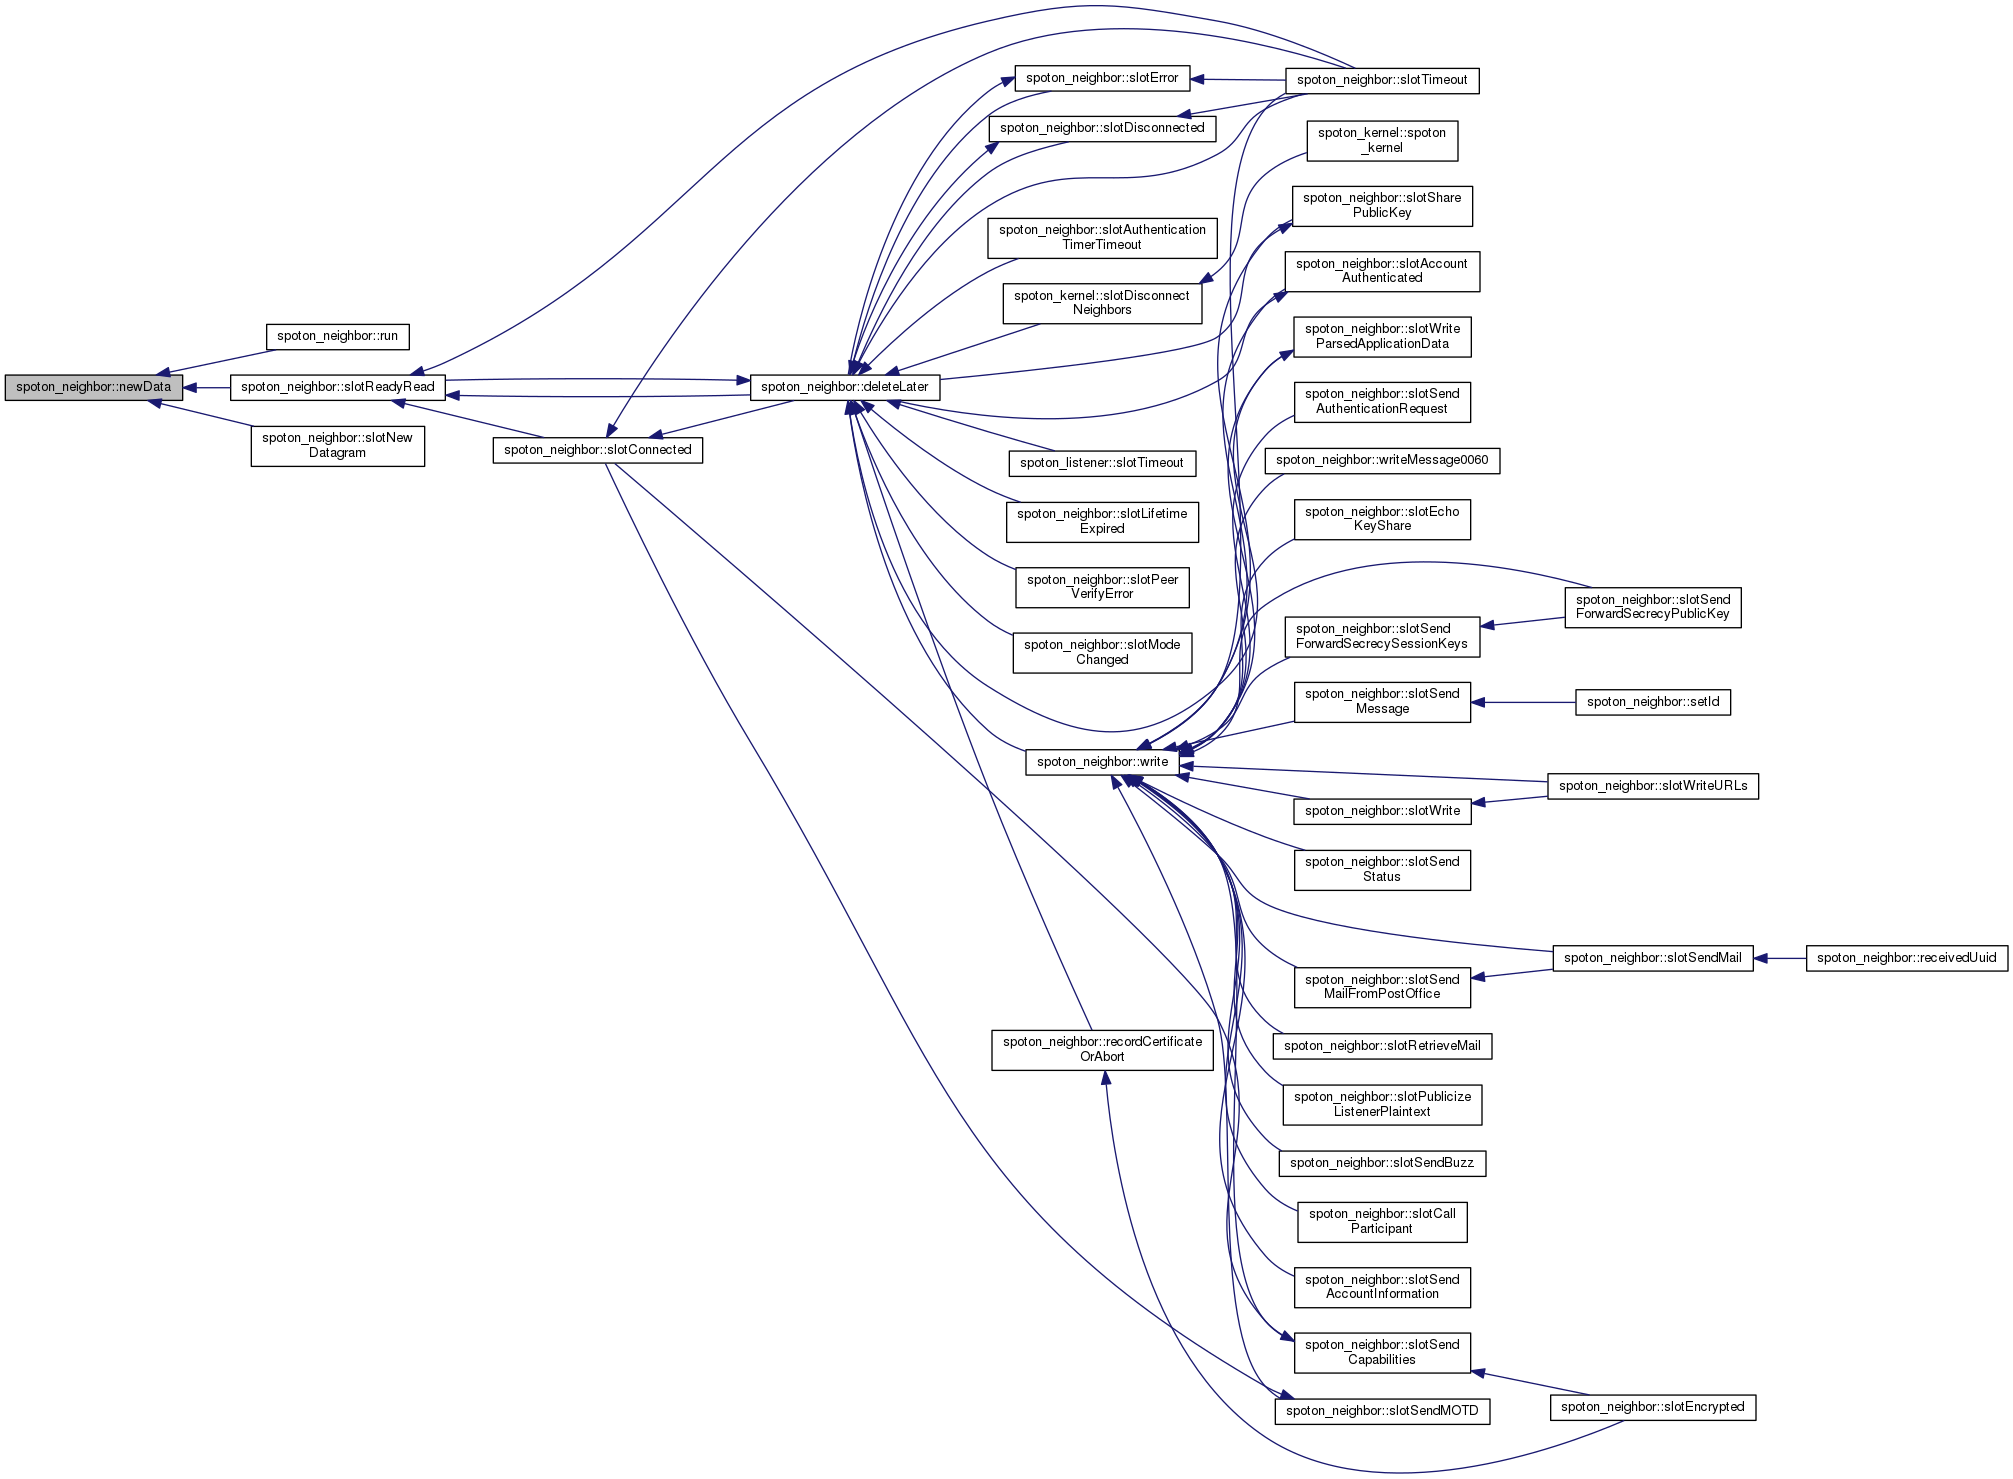 spoton_neighbor::newData
spoton_neighbor::run
spoton_neighbor::slotReadyRead
spoton_neighbor::slotNew
Datagram
spoton_neighbor::slotConnected
spoton_neighbor::deleteLater
spoton_neighbor::slotError
spoton_neighbor::slotDisconnected
spoton_neighbor::slotAuthentication
TimerTimeout
spoton_kernel::slotDisconnect
Neighbors
spoton_listener::slotTimeout
spoton_neighbor::slotLifetime
Expired
spoton_neighbor::slotPeer
VerifyError
spoton_neighbor::slotMode
Changed
spoton_neighbor::write
spoton_neighbor::recordCertificate
OrAbort
spoton_neighbor::slotTimeout
spoton_kernel::spoton
_kernel
spoton_neighbor::slotShare
PublicKey
spoton_neighbor::slotAccount
Authenticated
spoton_neighbor::slotWrite
ParsedApplicationData
spoton_neighbor::slotSend
AuthenticationRequest
spoton_neighbor::writeMessage0060
spoton_neighbor::slotEcho
KeyShare
spoton_neighbor::slotSend
ForwardSecrecySessionKeys
spoton_neighbor::slotSend
Message
spoton_neighbor::slotWrite
spoton_neighbor::slotSend
Status
spoton_neighbor::slotSend
MailFromPostOffice
spoton_neighbor::slotRetrieveMail
spoton_neighbor::slotPublicize
ListenerPlaintext
spoton_neighbor::slotSendBuzz
spoton_neighbor::slotCall
Participant
spoton_neighbor::slotSend
AccountInformation
spoton_neighbor::slotSend
Capabilities
spoton_neighbor::slotSendMOTD
spoton_neighbor::slotSend
ForwardSecrecyPublicKey
spoton_neighbor::setId
spoton_neighbor::slotWriteURLs
spoton_neighbor::slotSendMail
spoton_neighbor::slotEncrypted
spoton_neighbor::receivedUuid